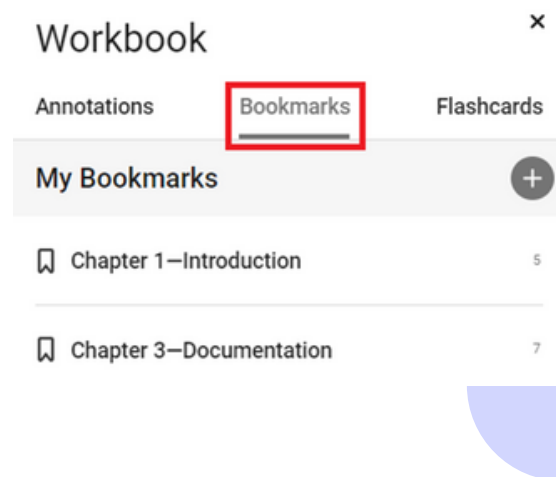 Workbook
×
Annotations Bookmarks Flashcards
My Bookmarks +
Chapter 1—Introduction 5
Chapter 3—Documentation 7